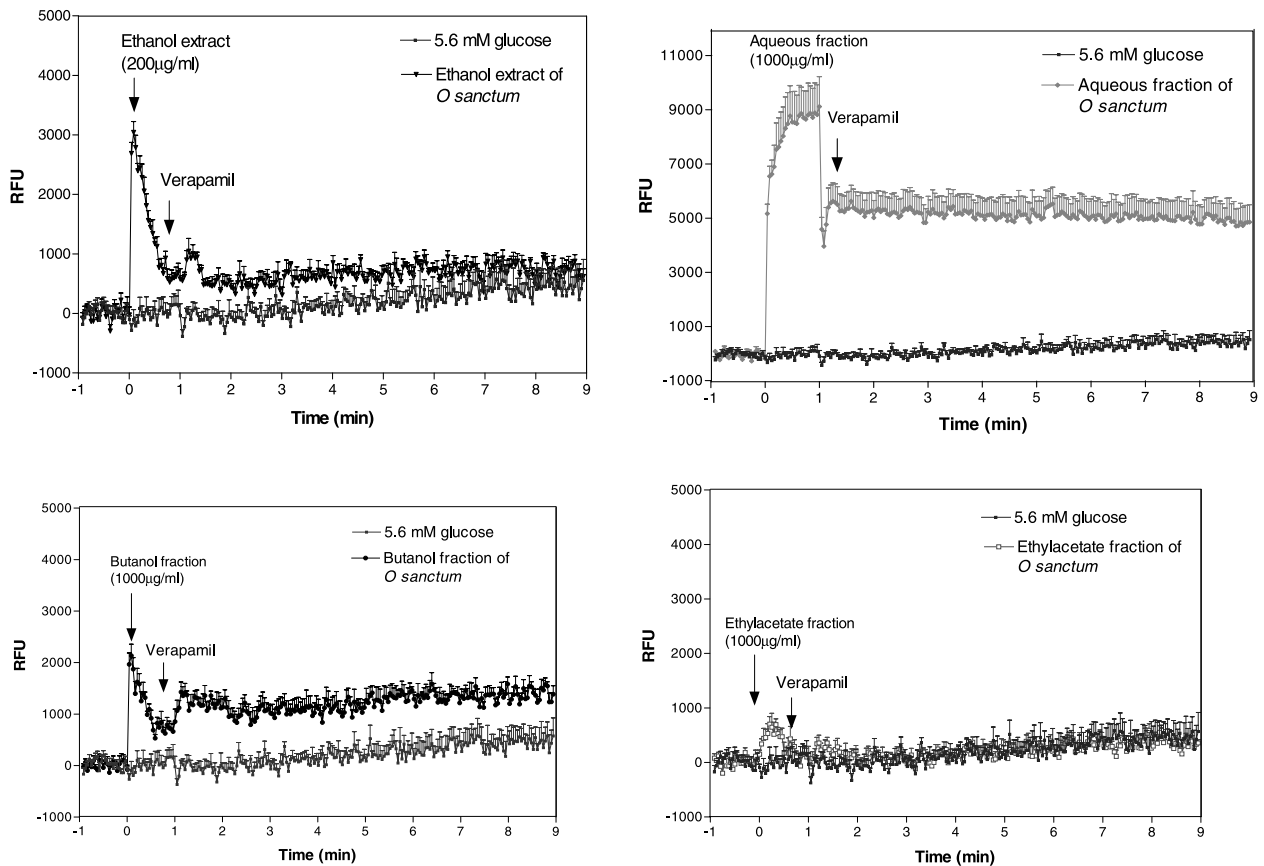 5000
4000
3000
2000
1000
0
-1000
RFU
Ethanol extract
(200µg/ml)
Verapamil
5.6 mM glucose
Ethanol extract of
O sanctum
-1 0 1 2 3 4 5 6 7 8 9
Time (min)
11000
9000
7000
5000
3000
1000
-1000
RFU
Aqueous fraction
(1000µg/ml)
Verapamil
5.6 mM glucose
Aqueous fraction of
O sanctum
-1 0 1 2 3 4 5 6 7 8 9
Time (min)
5000
4000
3000
2000
1000
0
-1000
RFU
Butanol fraction
(1000µg/ml)
Verapamil
5.6 mM glucose
Butanol fraction of
O sanctum
-1 0 1 2 3 4 5 6 7 8 9
Time (min)
5000
4000
3000
2000
1000
0
-1000
RFU
Ethylacetate fraction
(1000µg/ml)
Verapamil
5.6 mM glucose
Ethylacetate fraction of
O sanctum
-1 0 1 2 3 4 5 6 7 8 9
Time (min)